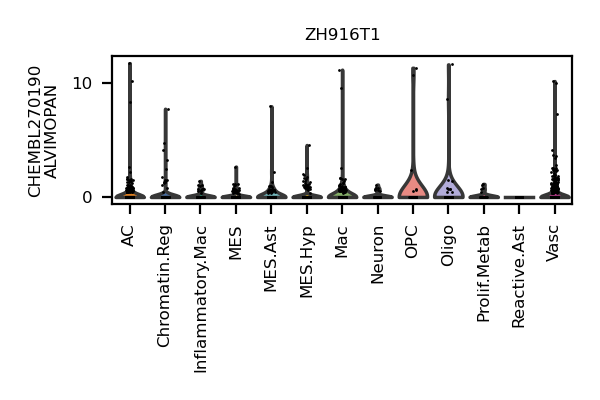 ZH916T1
CHEMBL270190
ALVIMOPAN
10
0
AC
Chromatin.Reg
Inflammatory.Mac
MES
MES.Ast
MES.Hyp
Mac
Neuron
OPC
Oligo
Prolif.Metab
Reactive.Ast
Vasc